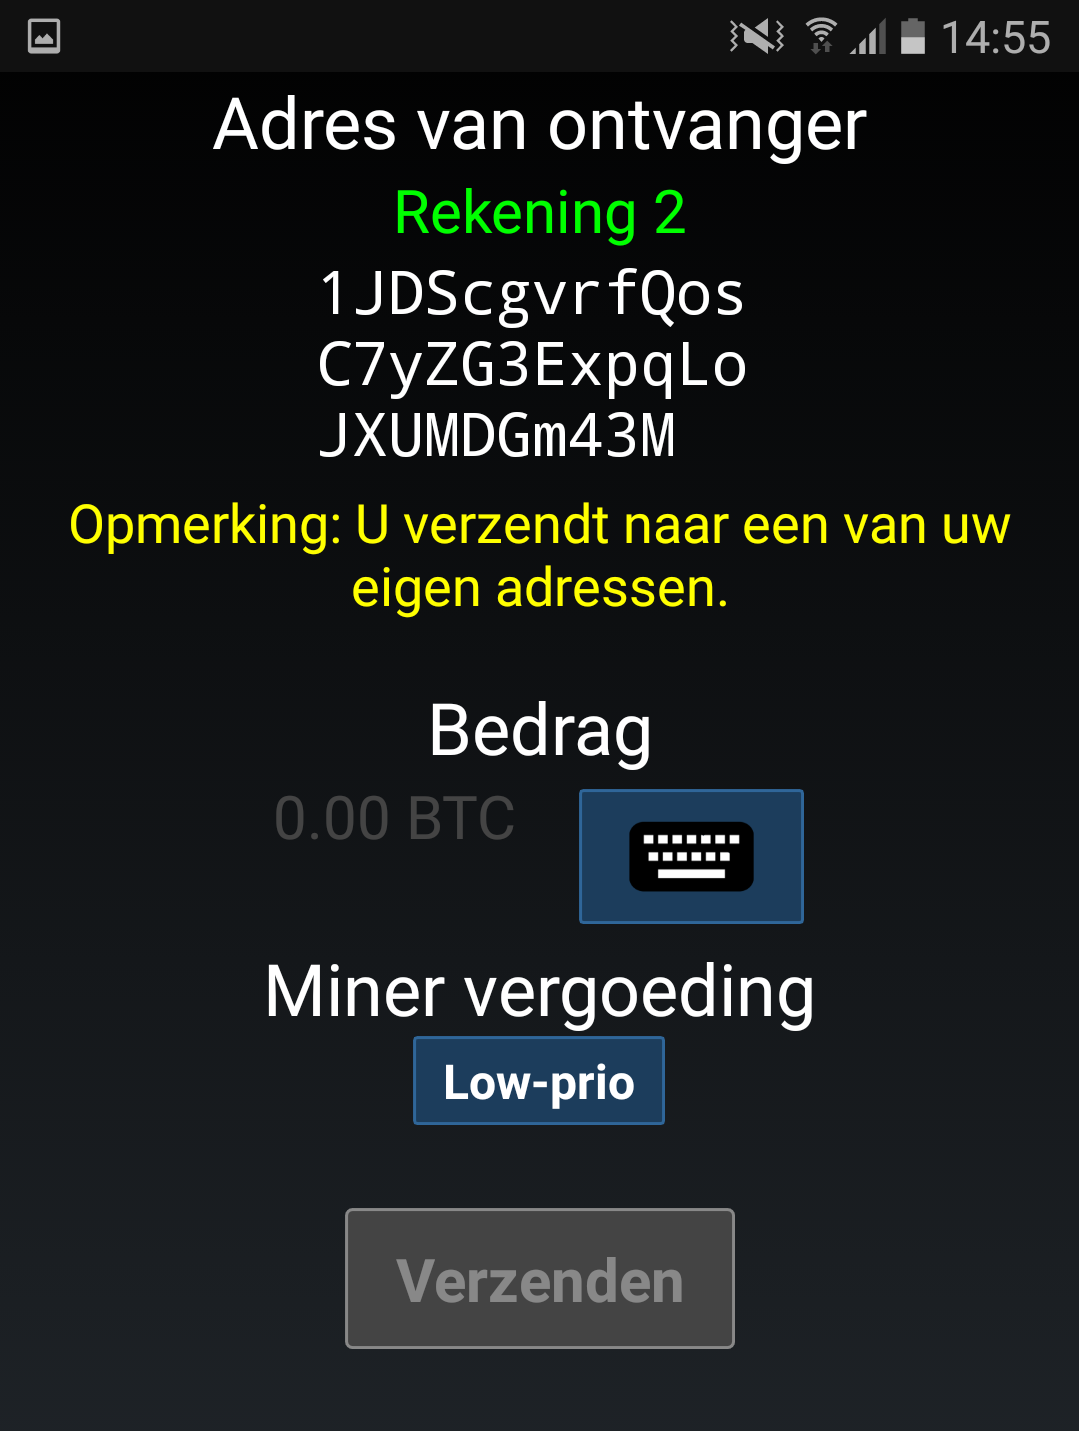 14:55
Adres van ontvanger
Rekening 2
1JDScgvrfQos
C7yZG3ExpqLo
JXUMDGm43M
Opmerking: U verzendt naar een van uw
eigen adressen.
Bedrag
0.00 BTC
Miner vergoeding
Low-prio
Verzenden